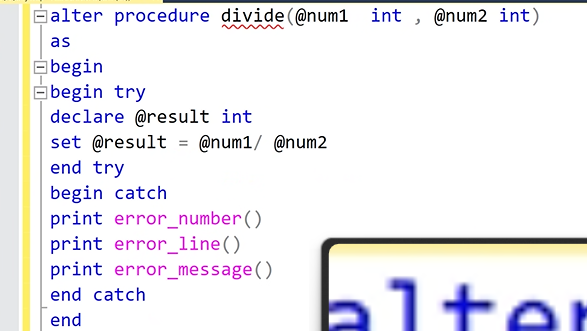 alter procedure divide(@num1  int , @num2 int)
as
begin
begin try
declare @result int
set @result = @num1/ @num2
end try
begin catch
print error_number()
print error_line()
print error_message()
end catch
end
alter